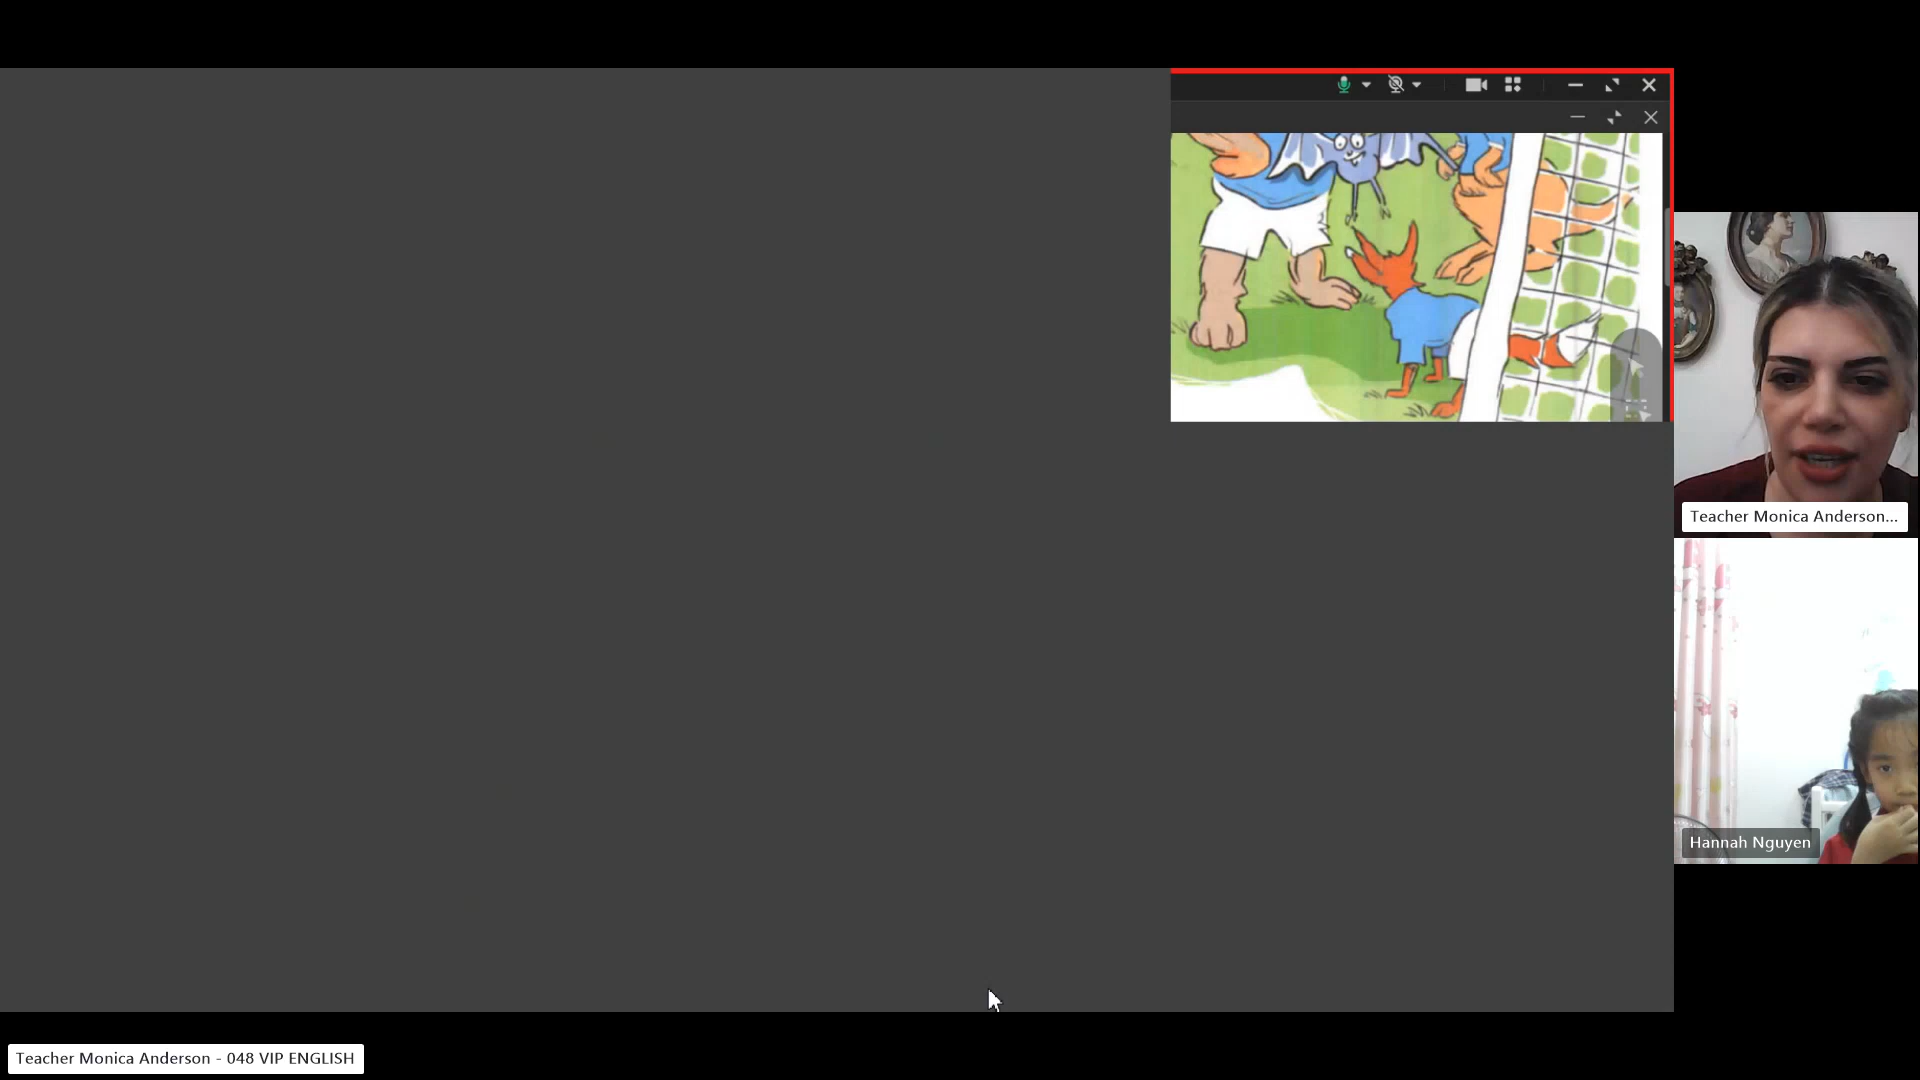 Teacher Monica Anderson...
Hannah Nguyen
Teacher Monica Anderson - 048 VIP ENGLISH